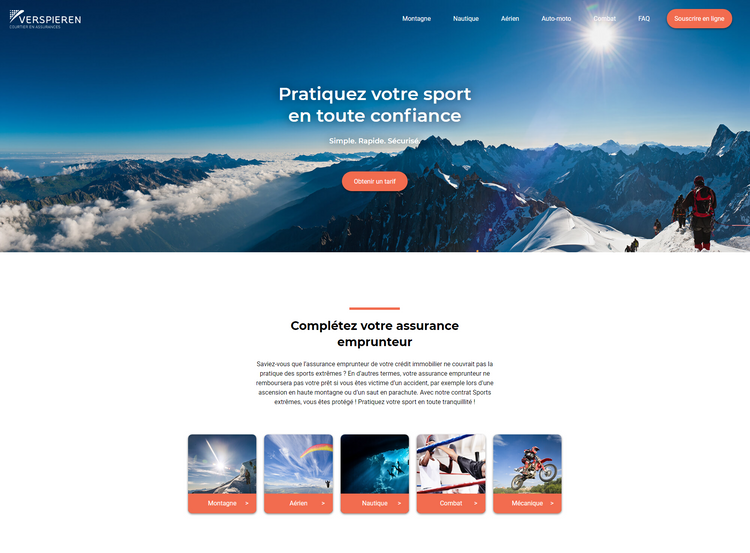 VERSPIEREN
COURTIER EN ASSURANCES
Montagne
Nautique
Aérien
Auto-moto
Combat
FAQ
Souscrire en ligne
Pratiquez votre sport
en toute confiance
Simple. Rapide. Sécurisé.
Obtenir un tarif
Complétez votre assurance
emprunteur
Saviez-vous que l'assurance emprunteur de votre crédit immobilier ne couvrait pas la
pratique des sports extrêmes ? En d'autres termes, votre assurance emprunteur ne
remboursera pas votre prêt si vous êtes victime d'un accident, par exemple lors d'une
ascension en haute montagne ou d'un saut en parachute. Avec notre contrat Sports
extrêmes, vous êtes protégé ! Pratiquez votre sport en toute tranquillité !
Montagne >
Aérien >
Nautique >
Combat >
Mécanique >